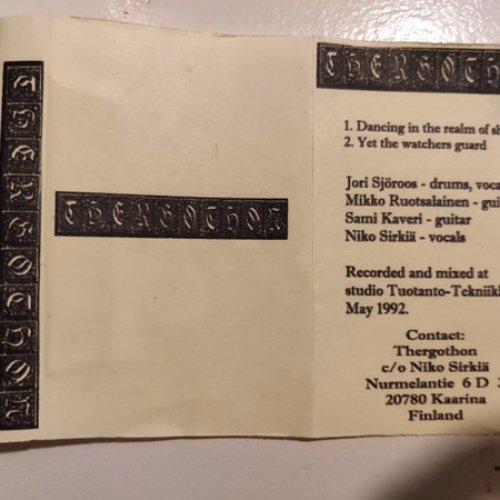 THERGOTHON
THERGOTHON
THERGOTHO
1. Dancing in the realm of sh
2. Yet the watchers guard
Jori Sjöroos - drums, voca
Mikko Ruotsalainen - gui
Sami Kaveri - guitar
Niko Sirkiä - vocals
Recorded and mixed at
studio Tuotanto-Tekniikk
May 1992.
Contact:
Thergothon
c/o Niko Sirkiä
Nurmelantie 6 D
20780 Kaarina
Finland